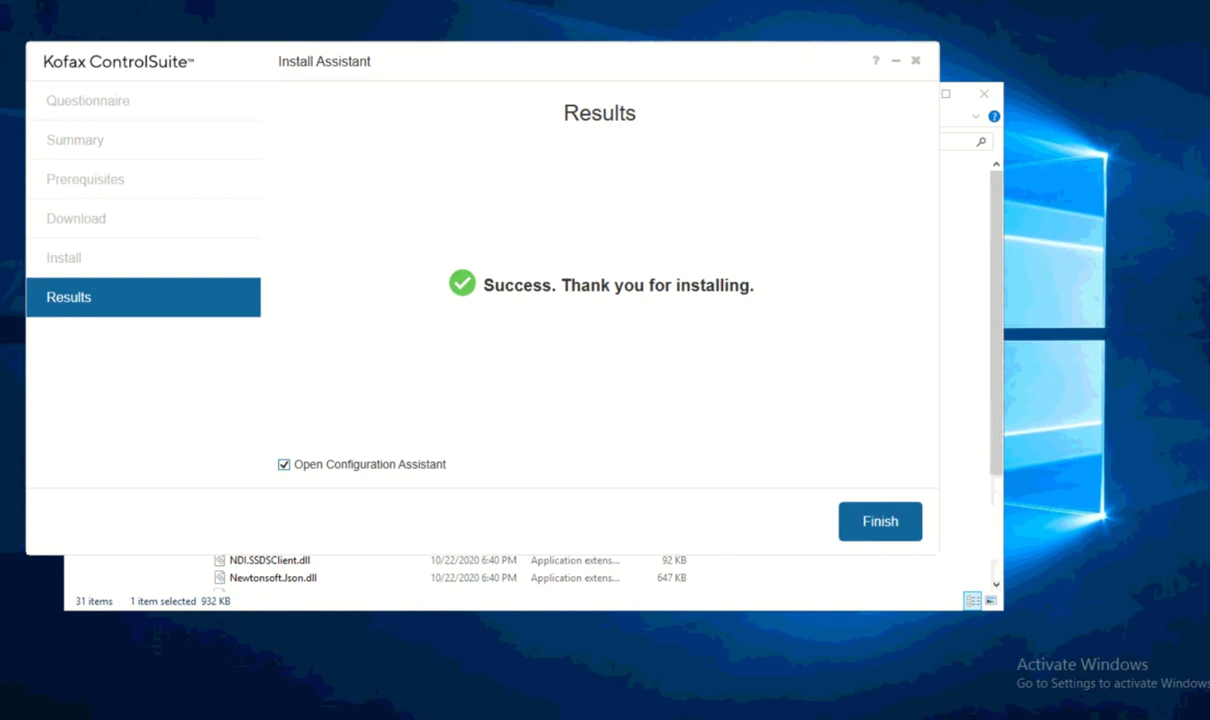 Kofax ControlSuite™
Install Assistant
? – ×
Questionnaire
Summary
Prerequisites
Download
Install
Results
Results
Success. Thank you for installing.
Open Configuration Assistant
Finish
NDI.SSDSClient.dll 10/22/2020 6:40 PM Application extens... 92 KB
Newtonsoft.Json.dll 10/22/2020 6:40 PM Application extens... 647 KB
31 items 1 item selected 932 KB
Activate Windows
Go to Settings to activate Windows